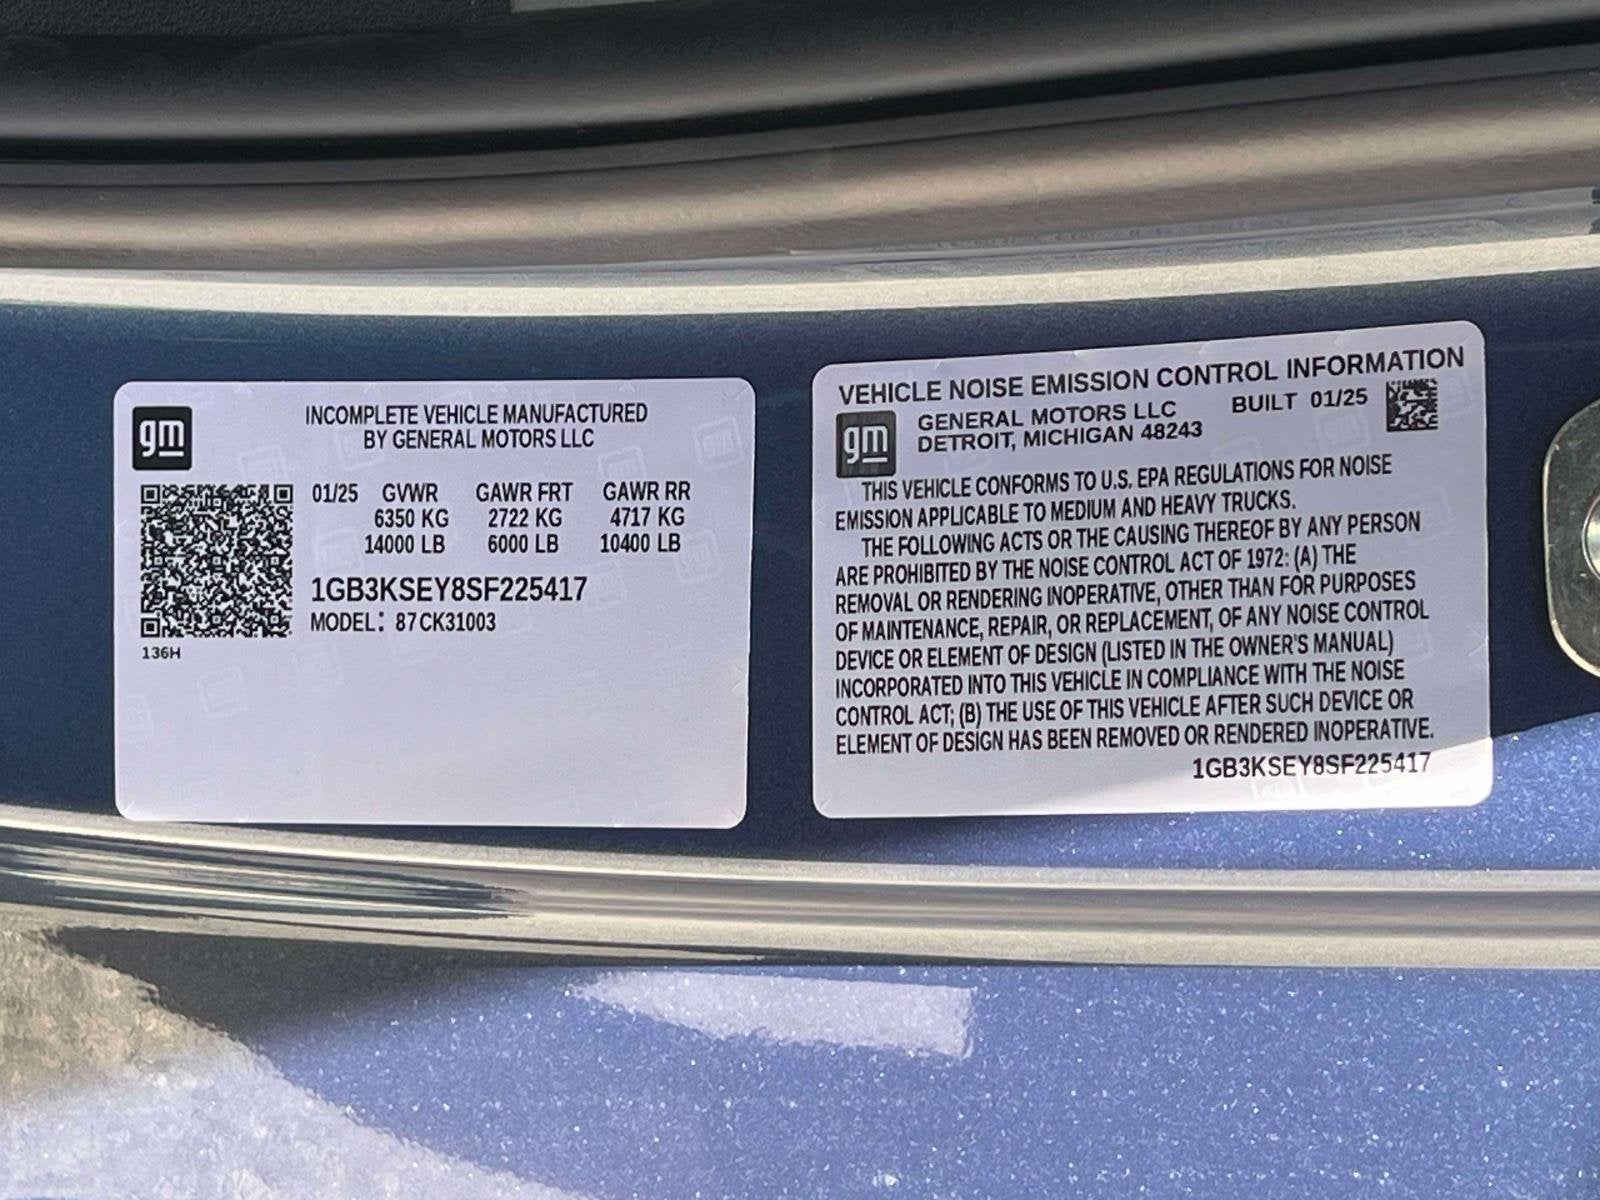 gm
INCOMPLETE VEHICLE MANUFACTURED
BY GENERAL MOTORS LLC
01/25 GVWR GAWR FRT GAWR RR
6350 KG 2722 KG 4717 KG
14000 LB 6000 LB 10400 LB
1GB3KSEY8SF225417
MODEL: 87CK31003
136H
VEHICLE NOISE EMISSION CONTROL INFORMATION
gm
GENERAL MOTORS LLC BUILT 01/25
DETROIT, MICHIGAN 48243
THIS VEHICLE CONFORMS TO U.S. EPA REGULATIONS FOR NOISE
EMISSION APPLICABLE TO MEDIUM AND HEAVY TRUCKS.
THE FOLLOWING ACTS OR THE CAUSING THEREOF BY ANY PERSON
ARE PROHIBITED BY THE NOISE CONTROL ACT OF 1972: (A) THE
REMOVAL OR RENDERING INOPERATIVE, OTHER THAN FOR PURPOSES
OF MAINTENANCE, REPAIR, OR REPLACEMENT, OF ANY NOISE CONTROL
DEVICE OR ELEMENT OF DESIGN (LISTED IN THE OWNER'S MANUAL)
INCORPORATED INTO THIS VEHICLE IN COMPLIANCE WITH THE NOISE
CONTROL ACT; (B) THE USE OF THIS VEHICLE AFTER SUCH DEVICE OR
ELEMENT OF DESIGN HAS BEEN REMOVED OR RENDERED INOPERATIVE.
1GB3KSEY8SF225417